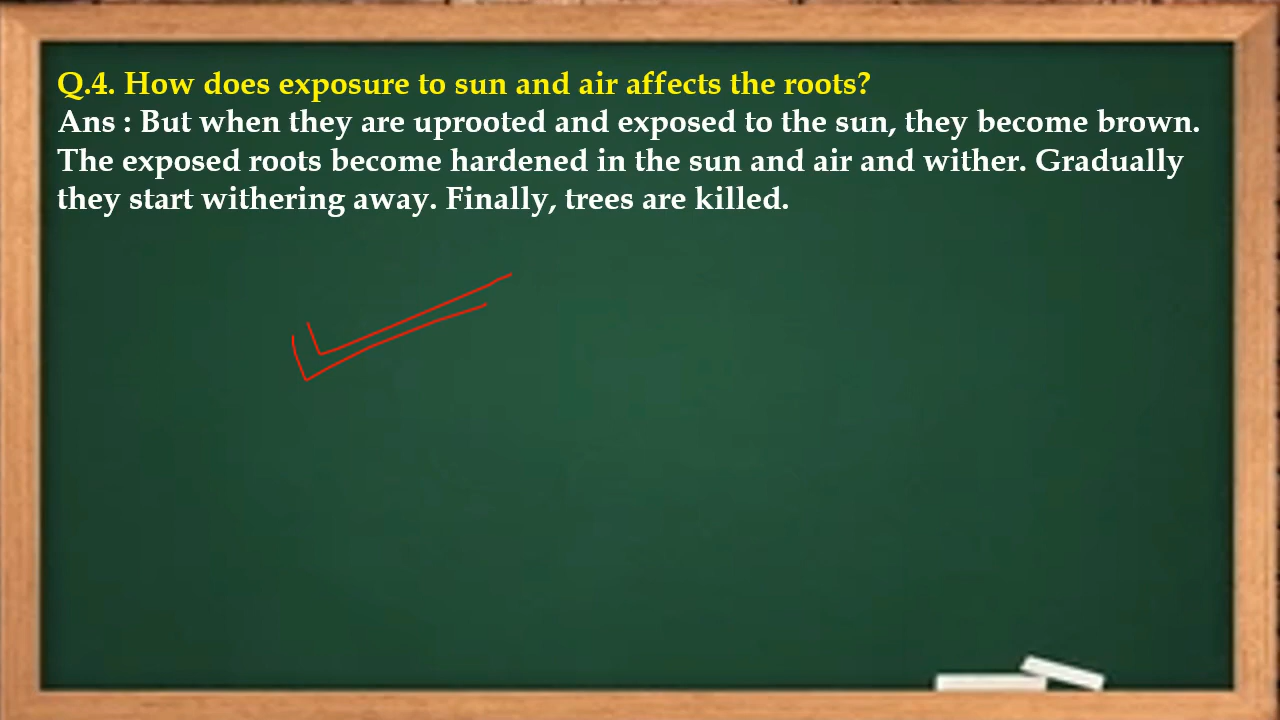 Q.4. How does exposure to sun and air affects the roots?
Ans : But when they are uprooted and exposed to the sun, they become brown.
The exposed roots become hardened in the sun and air and wither. Gradually
they start withering away. Finally, trees are killed.